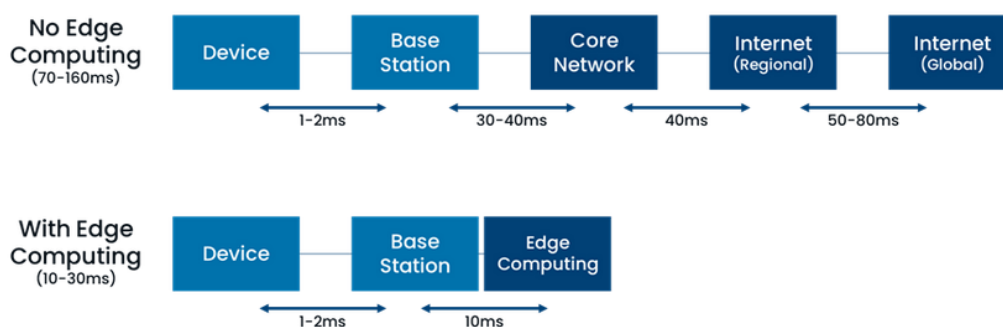 No Edge
Computing
(70-160ms)
Device
Base
Station
Core
Network
Internet
(Regional)
Internet
(Global)
1-2ms
30-40ms
40ms
50-80ms
With Edge
Computing
(10-30ms)
Device
Base
Station
Edge
Computing
1-2ms
10ms